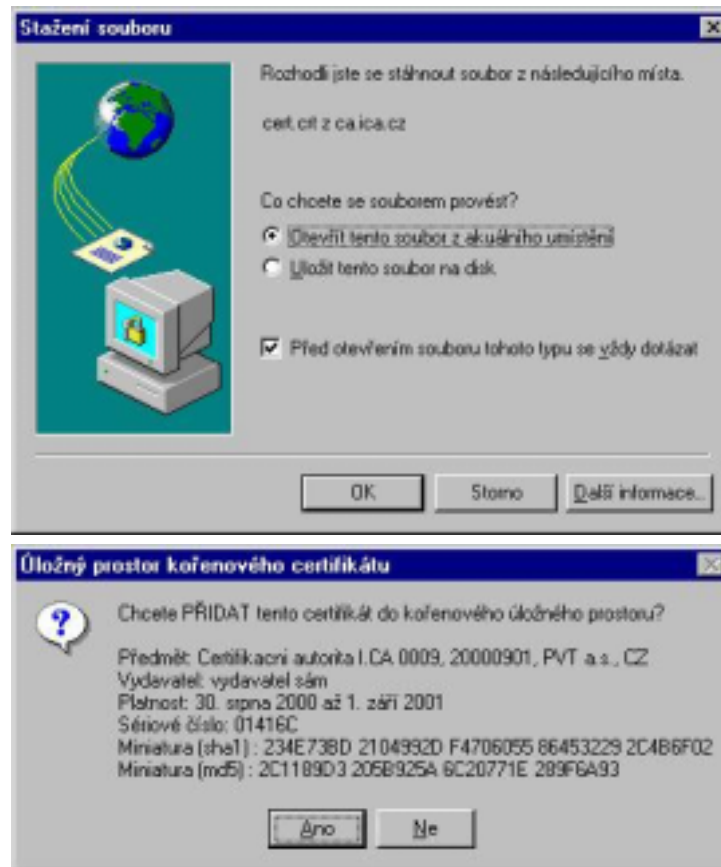 Stažení souboru
Rozhodli jste se stáhnout soubor z následujícího místa.
cert.crt z ca.ica.cz
Co chcete se souborem provést?
Otevřít tento soubor z akuálního umístění
Uložit tento soubor na disk
Před otevřením souboru tohoto typu se vždy dotázat
OK Storno Další informace...
Úložný prostor kořenového certifikátu
Chcete PŘIDAT tento certifikát do kořenového úložného prostoru?
Předmět: Certifikacni autorita I.CA 0009, 20000901, PVT a.s., CZ
Vydavatel: vydavatel sám
Platnost: 30. srpna 2000 až 1. září 2001
Sériové číslo: 01416C
Miniatura (sha1) : 234E73BD 2104992D F4706055 86453229 2C4B6F02
Miniatura (md5) : 2C1189D3 205B925A 6C20771E 289F6A93
Ano Ne